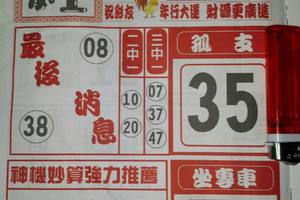 祝彩友
年行大運 財源更廣進
最後消息
08
38
二中一
10
20
三中一
07
37
47
孤友
35
神機妙算強力推薦
坐專車